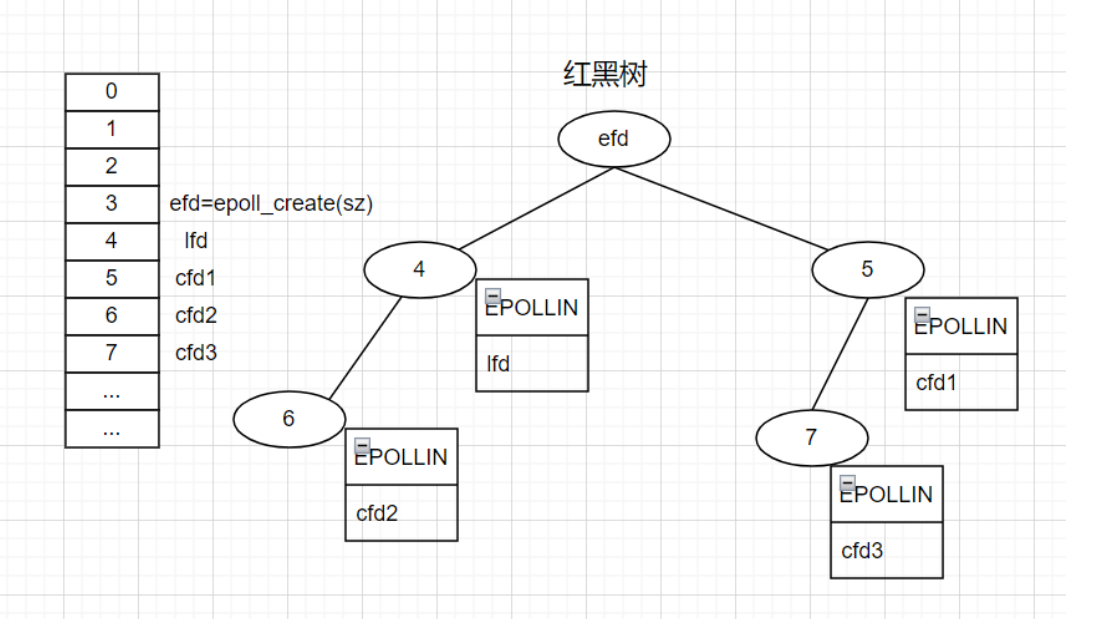 红黑树
0
1
2
3 efd=epoll_create(sz)
4 lfd
5 cfd1
6 cfd2
7 cfd3
...
...
efd
4
EPOLLIN
lfd
5
EPOLLIN
cfd1
6
EPOLLIN
cfd2
7
EPOLLIN
cfd3